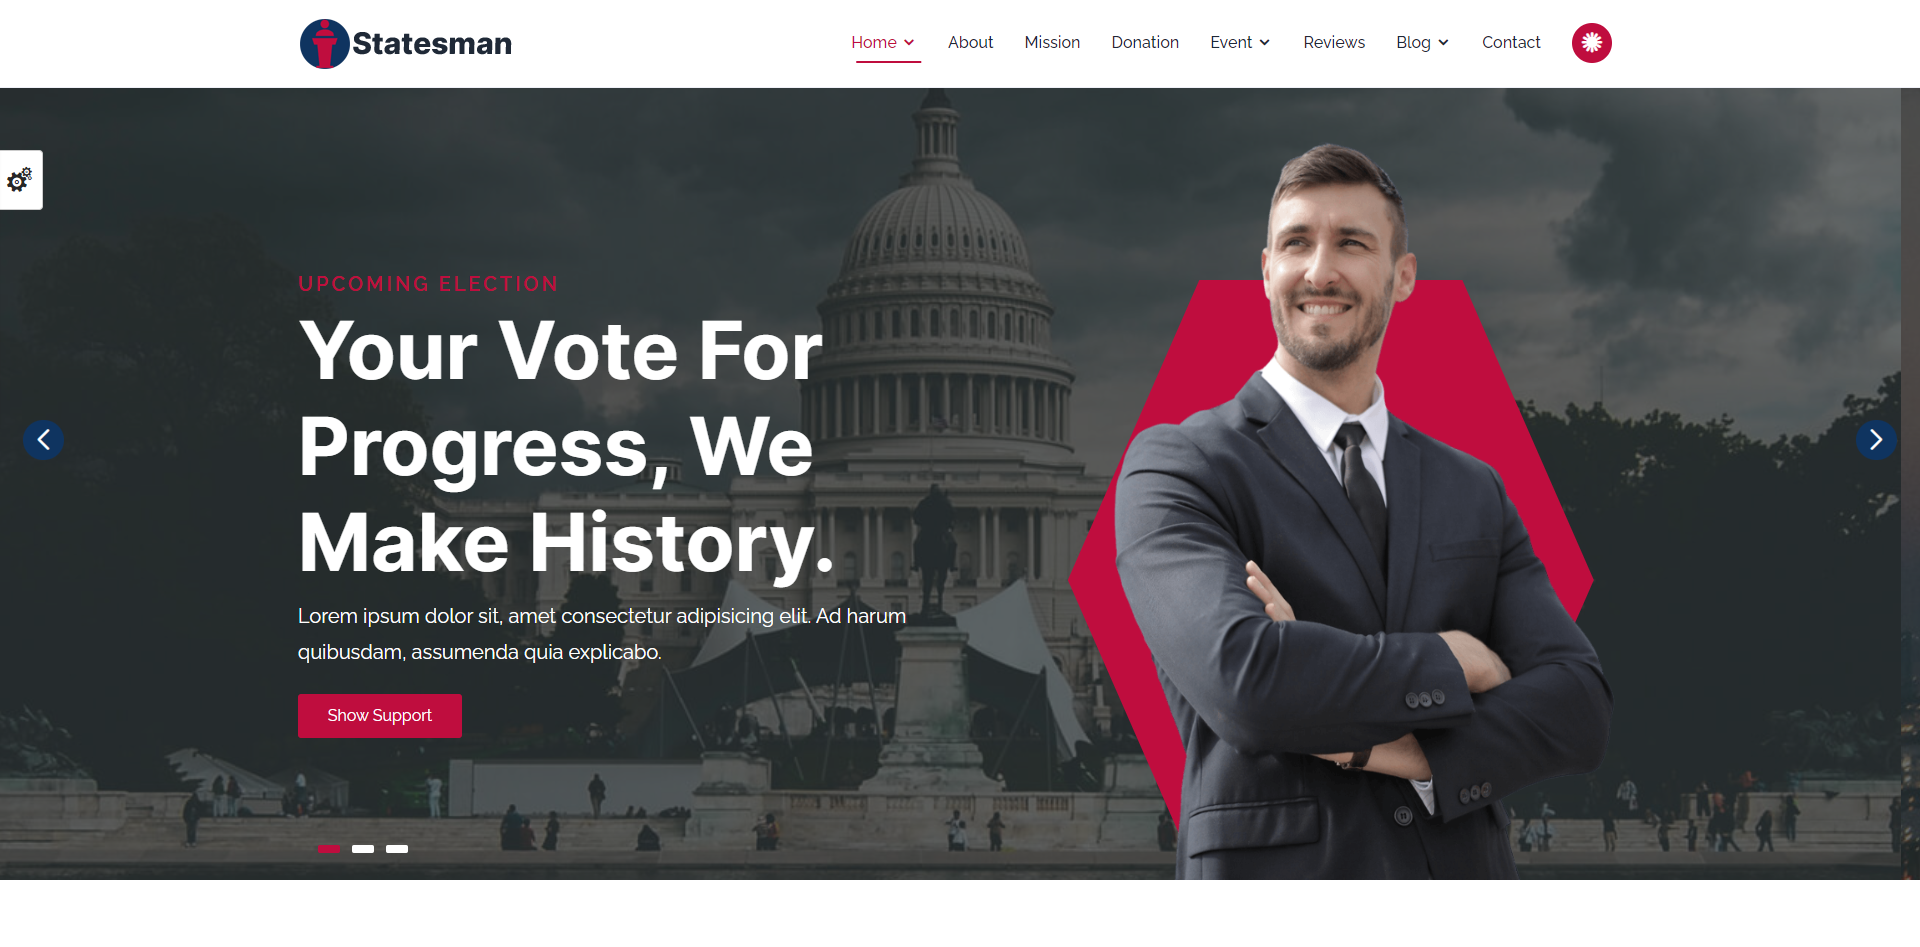 Statesman
Home About Mission Donation Event Reviews Blog Contact
UPCOMING ELECTION
Your Vote For
Progress, We
Make History.
Lorem ipsum dolor sit, amet consectetur adipisicing elit. Ad harum
quibusdam, assumenda quia explicabo.
Show Support